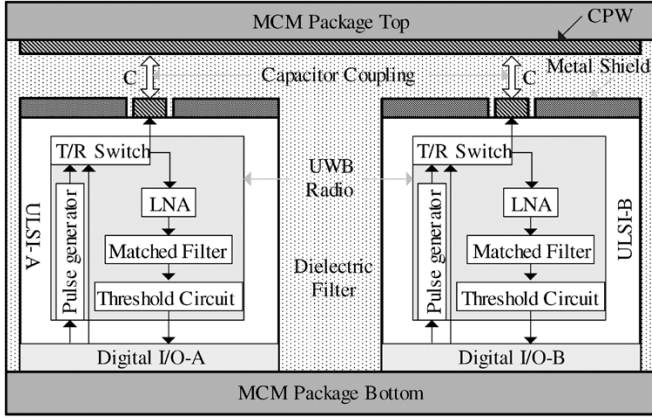 MCM Package Top
CPW
C
Capacitor Coupling
C
Metal Shield
T/R Switch
UWB
Radio
T/R Switch
ULSI-A
Pulse generator
LNA
Matched Filter
Threshold Circuit
Dielectric
Filter
Pulse generator
LNA
Matched Filter
Threshold Circuit
ULSI-B
Digital I/O-A
Digital I/O-B
MCM Package Bottom